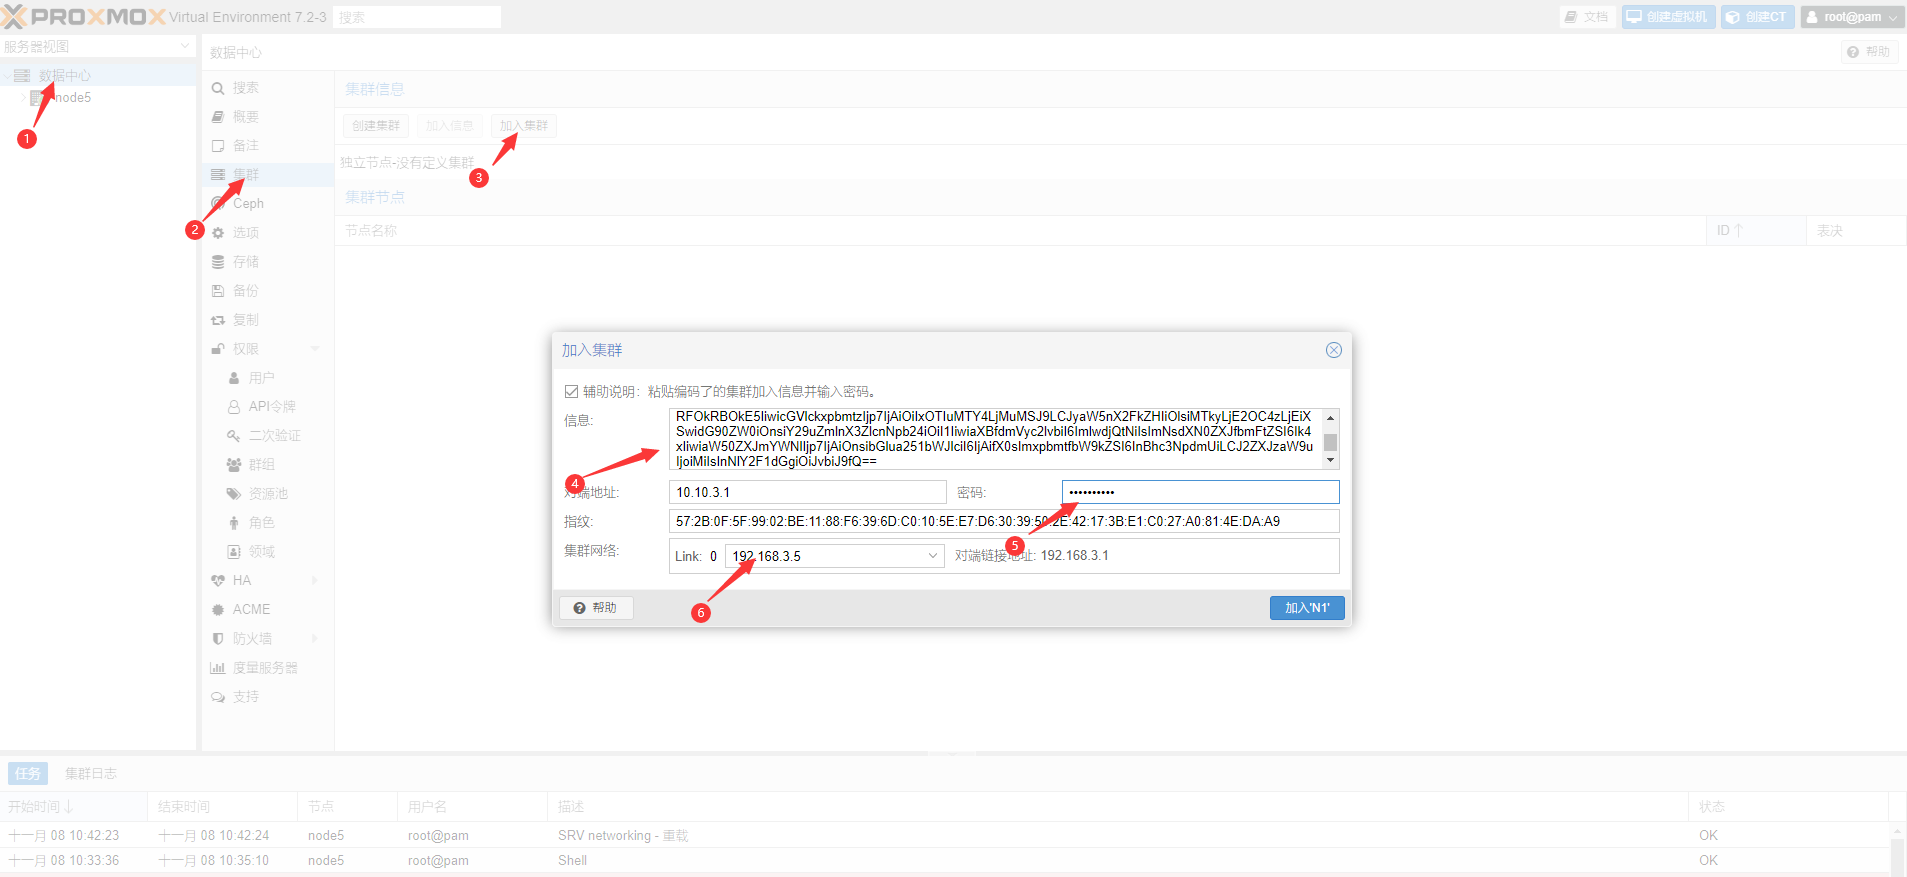 PROXMOX Virtual Environment 7.2-3 搜索 文档 创建虚拟机 创建CT root@pam
服务器视图
数据中心
node5
1
数据中心 帮助
搜索
概要
备注
集群
Ceph
2
选项
存储
备份
复制
权限
用户
API令牌
二次验证
群组
资源池
角色
领域
HA
ACME
防火墙
度量服务器
支持
集群信息
创建集群 加入信息 加入集群
独立节点-没有定义集群
3
集群节点
节点名称 ID 表决
加入集群
辅助说明: 粘贴编码了的集群加入信息并输入密码。
信息:
4
对端地址: 10.10.3.1 密码: ••••••••••
指纹: 57:2B:0F:5F:99:02:BE:11:88:F6:39:6D:C0:10:5E:E7:D6:30:39:50:2E:42:17:3B:E1:C0:27:A0:81:4E:DA:A9
5
集群网络: Link: 0 192.168.3.5 对端链接地址: 192.168.3.1
6
帮助 加入'N1'
任务 集群日志
开始时间 结束时间 节点 用户名 描述 状态
十一月 08 10:42:23 十一月 08 10:42:24 node5 root@pam SRV networking - 重载 OK
十一月 08 10:33:36 十一月 08 10:35:10 node5 root@pam Shell OK